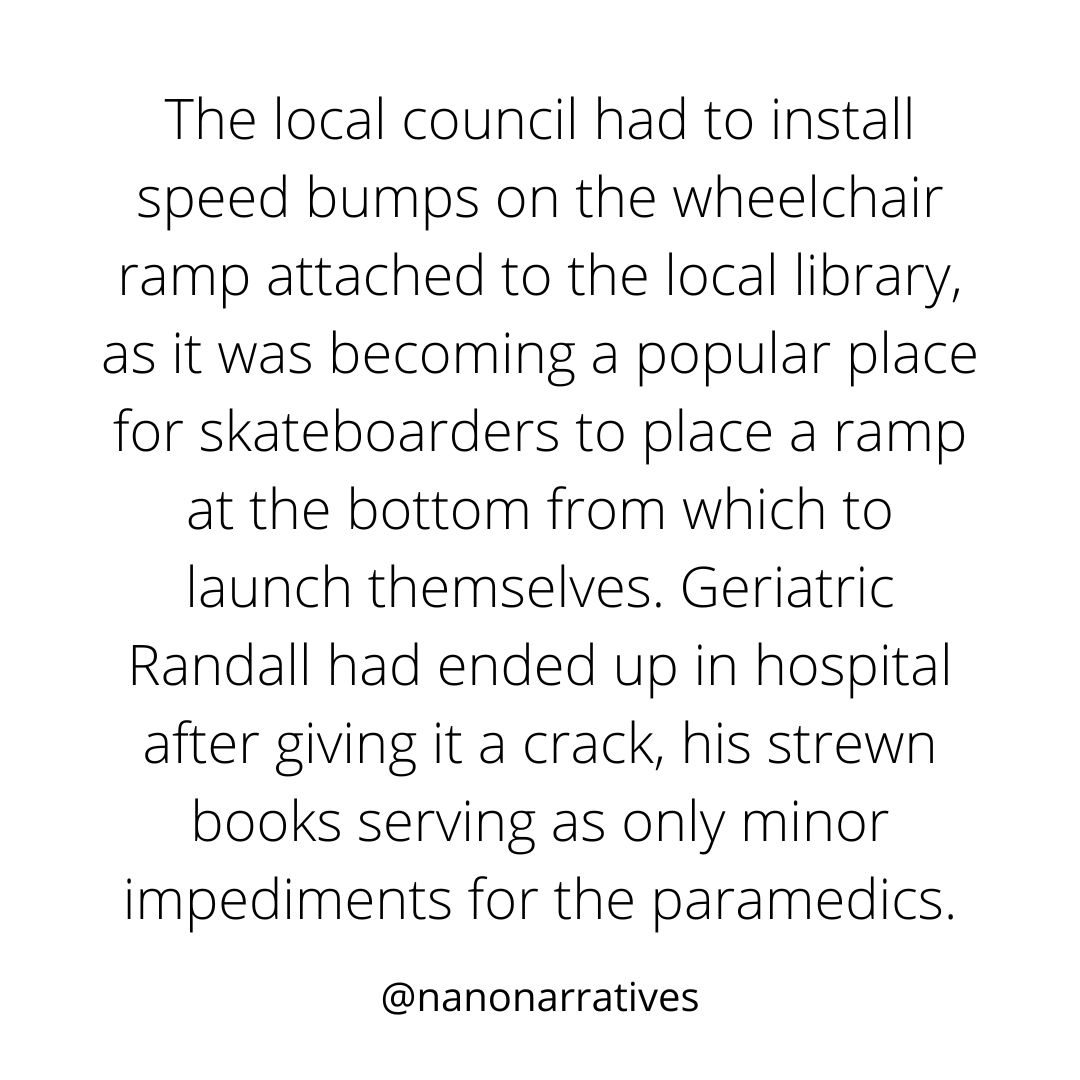 The local council had to install
speed bumps on the wheelchair
ramp attached to the local library,
as it was becoming a popular place
for skateboarders to place a ramp
at the bottom from which to
launch themselves. Geriatric
Randall had ended up in hospital
after giving it a crack, his strewn
books serving as only minor
impediments for the paramedics.
@nanonarratives